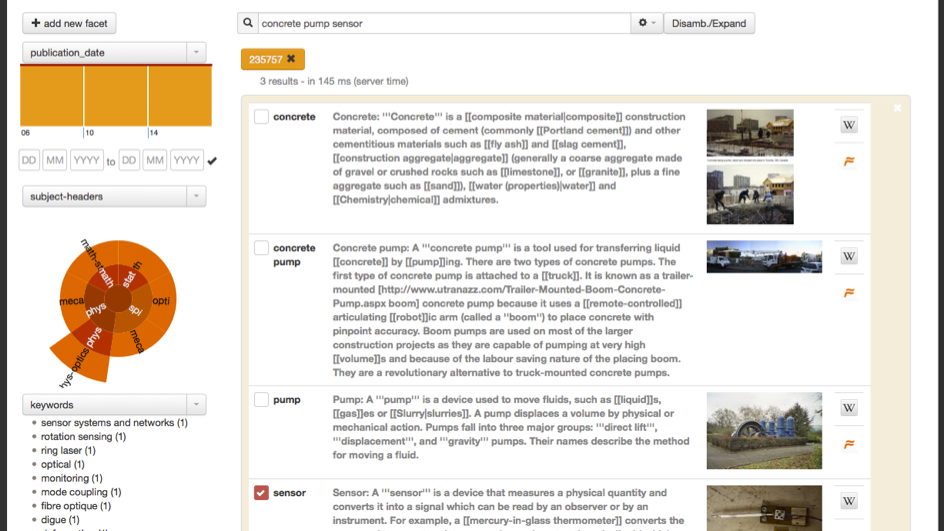 + add new facet
concrete pump sensor
Disamb./Expand
publication_date
235757 ✖
3 results - in 145 ms (server time)
06 10 14
DD MM YYYY to DD MM YYYY
subject-headers
math stat th
meca phys spi opti
phys meca
keywords
sensor systems and networks (1)
rotation sensing (1)
ring laser (1)
optical (1)
monitoring (1)
mode coupling (1)
fibre optique (1)
digue (1)
concrete
Concrete: '''Concrete''' is a [[composite material|composite]] construction
material, composed of cement (commonly [[Portland cement]]) and other
cementitious materials such as [[fly ash]] and [[slag cement]],
[[construction aggregate|aggregate]] (generally a coarse aggregate made
of gravel or crushed rocks such as [[limestone]], or [[granite]], plus a fine
aggregate such as [[sand]]), [[water (properties)|water]] and
[[Chemistry|chemical]] admixtures.
W
concrete pump
Concrete pump: A '''concrete pump''' is a tool used for transferring liquid
[[concrete]] by [[pump]]ing. There are two types of concrete pumps. The
first type of concrete pump is attached to a [[truck]]. It is known as a trailer-
mounted [http://www.utranazz.com/Trailer-Mounted-Boom-Concrete-
Pump.aspx boom] concrete pump because it uses a [[remote-controlled]]
articulating [[robot]]ic arm (called a ''boom'') to place concrete with
pinpoint accuracy. Boom pumps are used on most of the larger
construction projects as they are capable of pumping at very high
[[volume]]s and because of the labour saving nature of the placing boom.
They are a revolutionary alternative to truck-mounted concrete pumps.
W
pump
Pump: A '''pump''' is a device used to move fluids, such as [[liquid]]s,
[[gas]]es or [[Slurry|slurries]]. A pump displaces a volume by physical or
mechanical action. Pumps fall into three major groups: '''direct lift''',
'''displacement''', and '''gravity''' pumps. Their names describe the method
for moving a fluid.
W
sensor
Sensor: A '''sensor''' is a device that measures a physical quantity and
converts it into a signal which can be read by an observer or by an
instrument. For example, a [[mercury-in-glass thermometer]] converts the
W